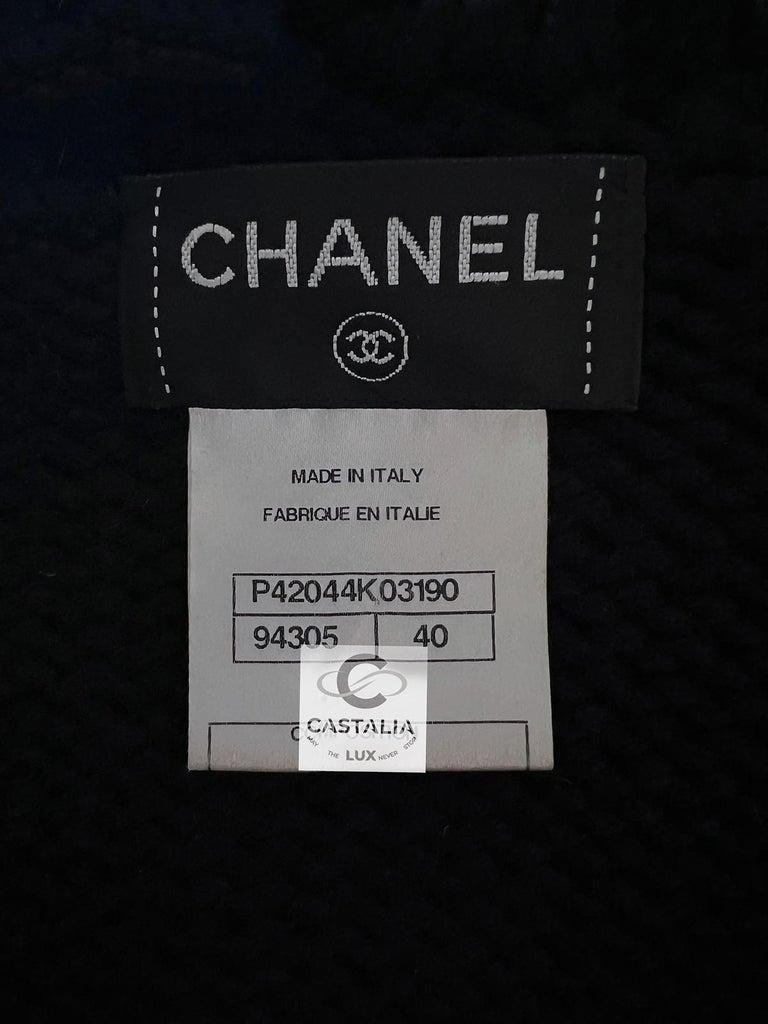 CHANEL
MADE IN ITALY
FABRIQUE EN ITALIE
P42044K03190
94305 40
CASTALIA
MAY THE LUX NEVER STOP